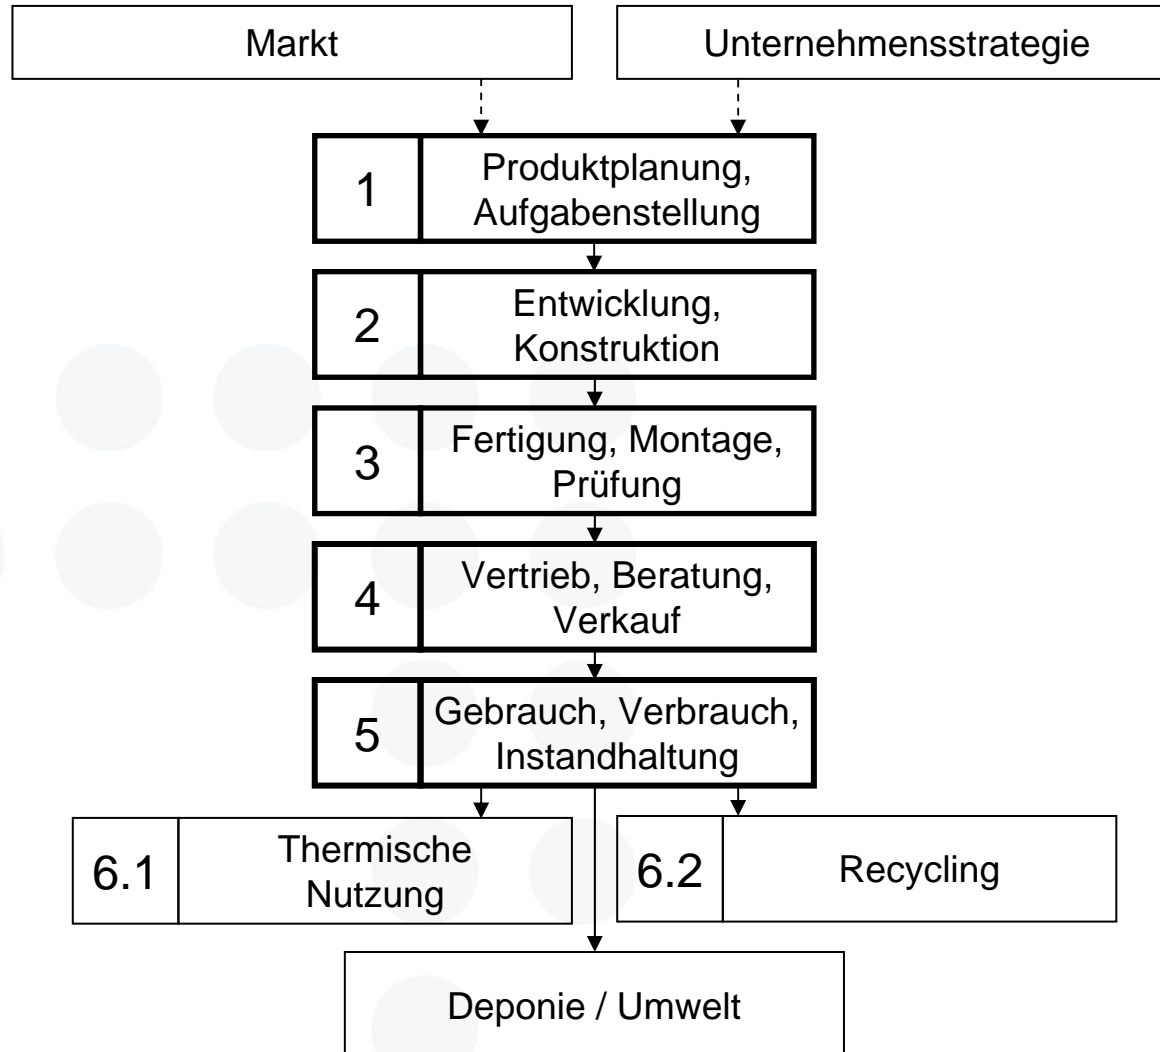 Markt
Unternehmensstrategie
1
Produktplanung,
Aufgabenstellung
2
Entwicklung,
Konstruktion
3
Fertigung, Montage,
Prüfung
4
Vertrieb, Beratung,
Verkauf
5
Gebrauch, Verbrauch,
Instandhaltung
6.1
Thermische
Nutzung
6.2
Recycling
Deponie / Umwelt